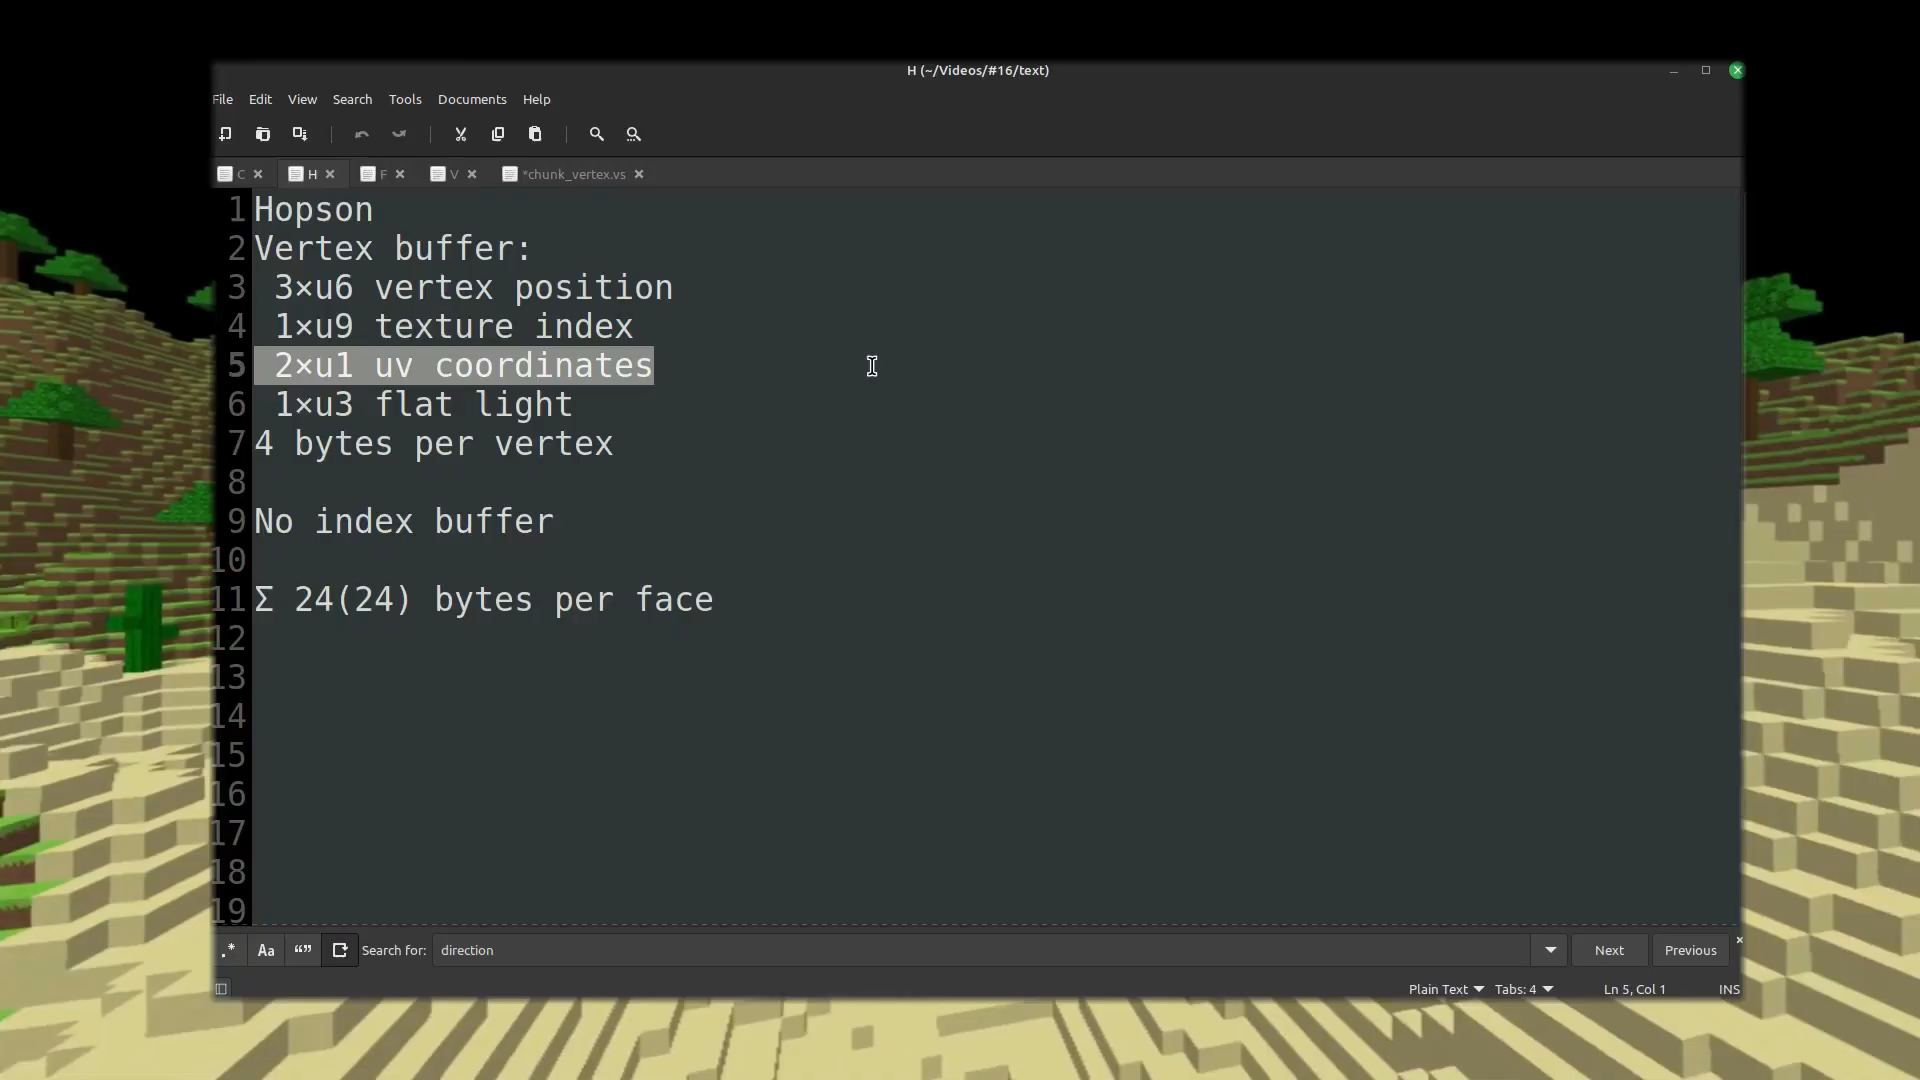 H (~/Videos/#16/text)
File Edit View Search Tools Documents Help
C H F V *chunk_vertex.vs
1 Hopson
2 Vertex buffer:
3 3×u6 vertex position
4 1×u9 texture index
5 2×u1 uv coordinates
6 1×u3 flat light
7 4 bytes per vertex
8
9 No index buffer
10
11 Σ 24(24) bytes per face
12
13
14
15
16
17
18
19
.* Aa “” Search for: direction Next Previous
Plain Text Tabs: 4 Ln 5, Col 1 INS